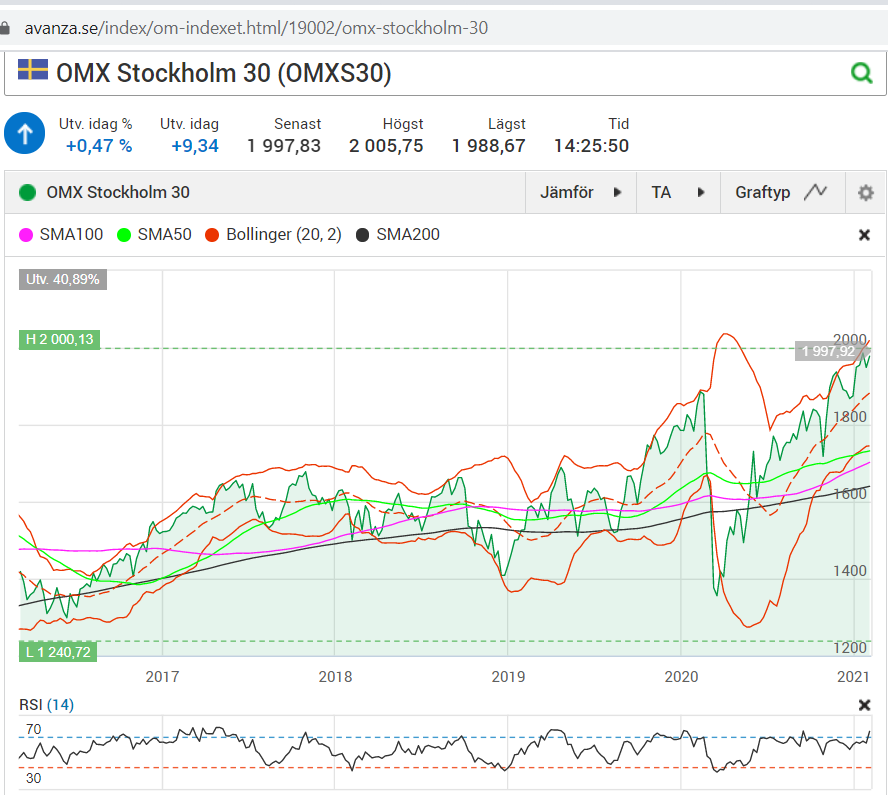 avanza.se/index/om-indexet.html/19002/omx-stockholm-30
OMX Stockholm 30 (OMXS30)
Utv. idag % Utv. idag Senast Högst Lägst Tid
+0,47 % +9,34 1 997,83 2 005,75 1 988,67 14:25:50
OMX Stockholm 30 Jämför TA Graftyp
SMA100 SMA50 Bollinger (20, 2) SMA200
Utv. 40,89%
H 2 000,13
2000
1 997,92
1800
1600
1400
1200
L 1 240,72
2017 2018 2019 2020 2021
RSI (14)
70
30